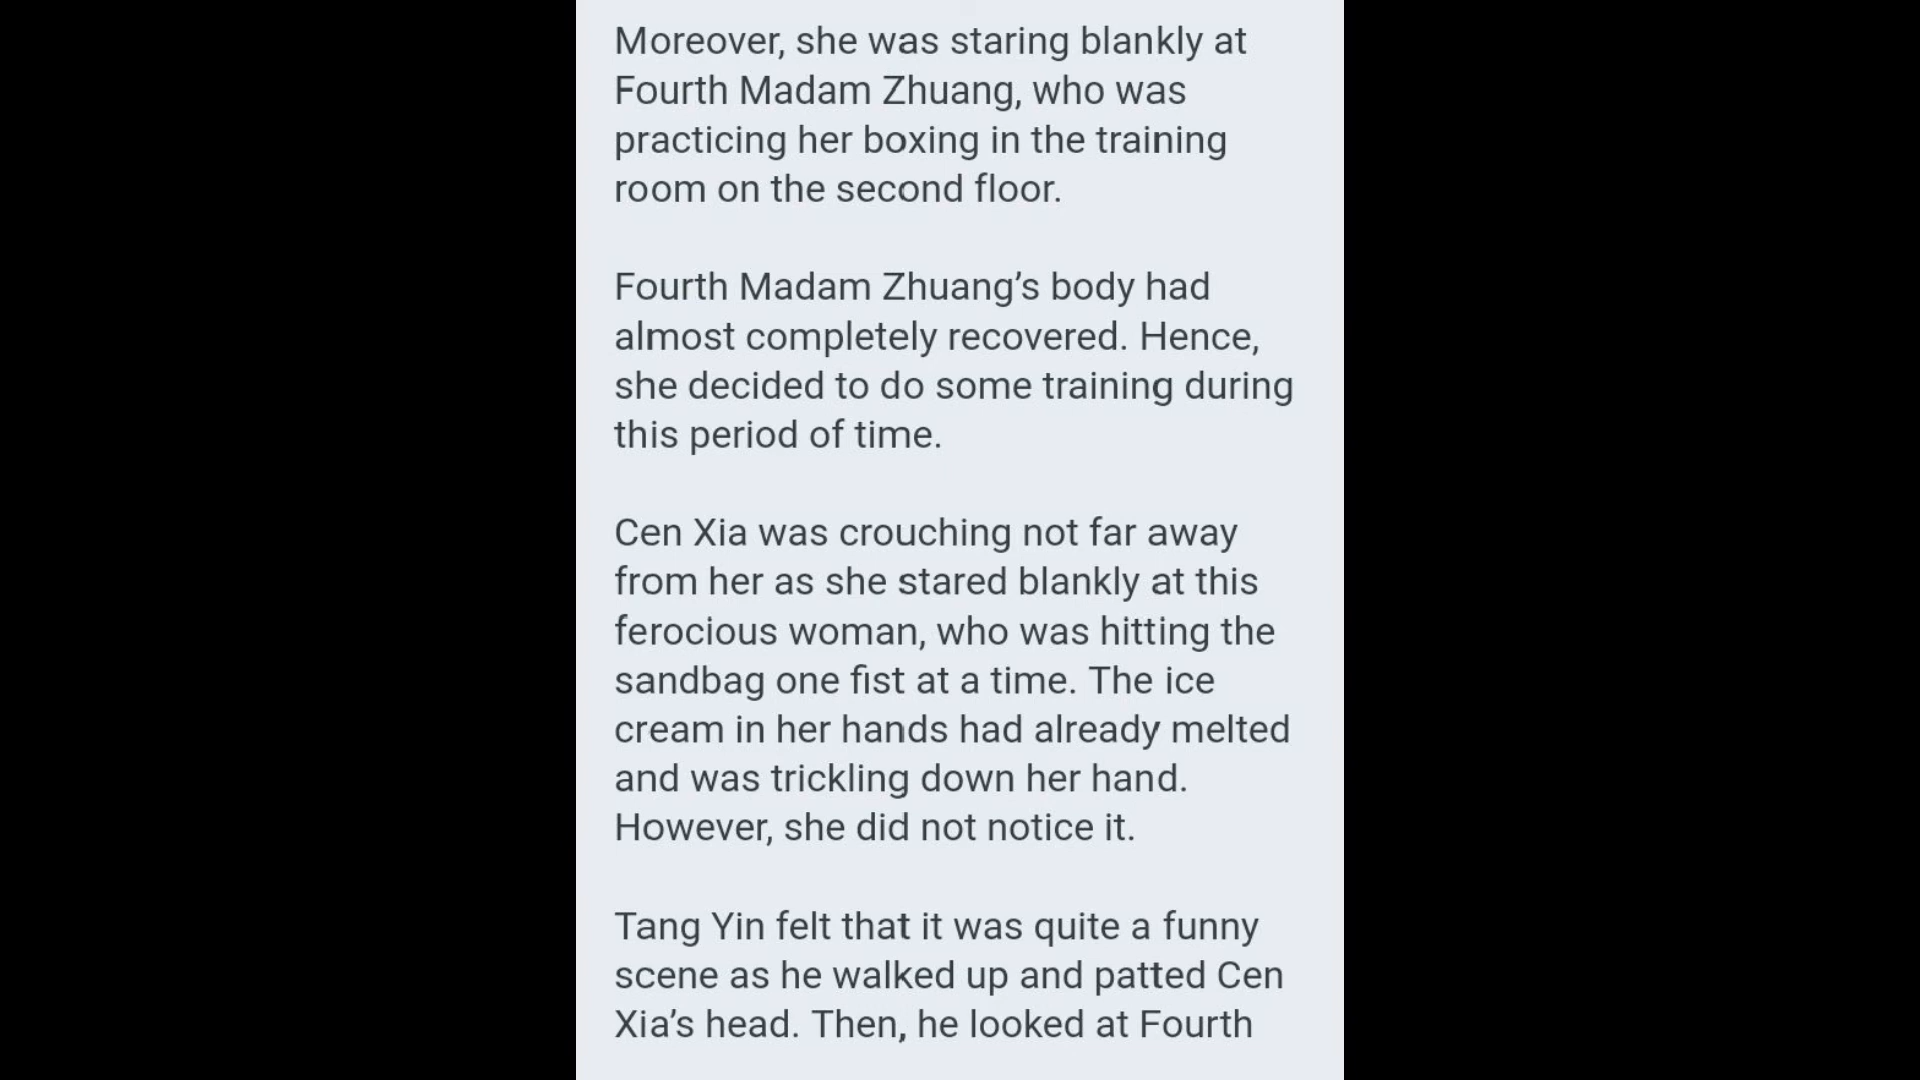 Moreover, she was staring blankly at
Fourth Madam Zhuang, who was
practicing her boxing in the training
room on the second floor.
Fourth Madam Zhuang’s body had
almost completely recovered. Hence,
she decided to do some training during
this period of time.
Cen Xia was crouching not far away
from her as she stared blankly at this
ferocious woman, who was hitting the
sandbag one fist at a time. The ice
cream in her hands had already melted
and was trickling down her hand.
However, she did not notice it.
Tang Yin felt that it was quite a funny
scene as he walked up and patted Cen
Xia’s head. Then, he looked at Fourth